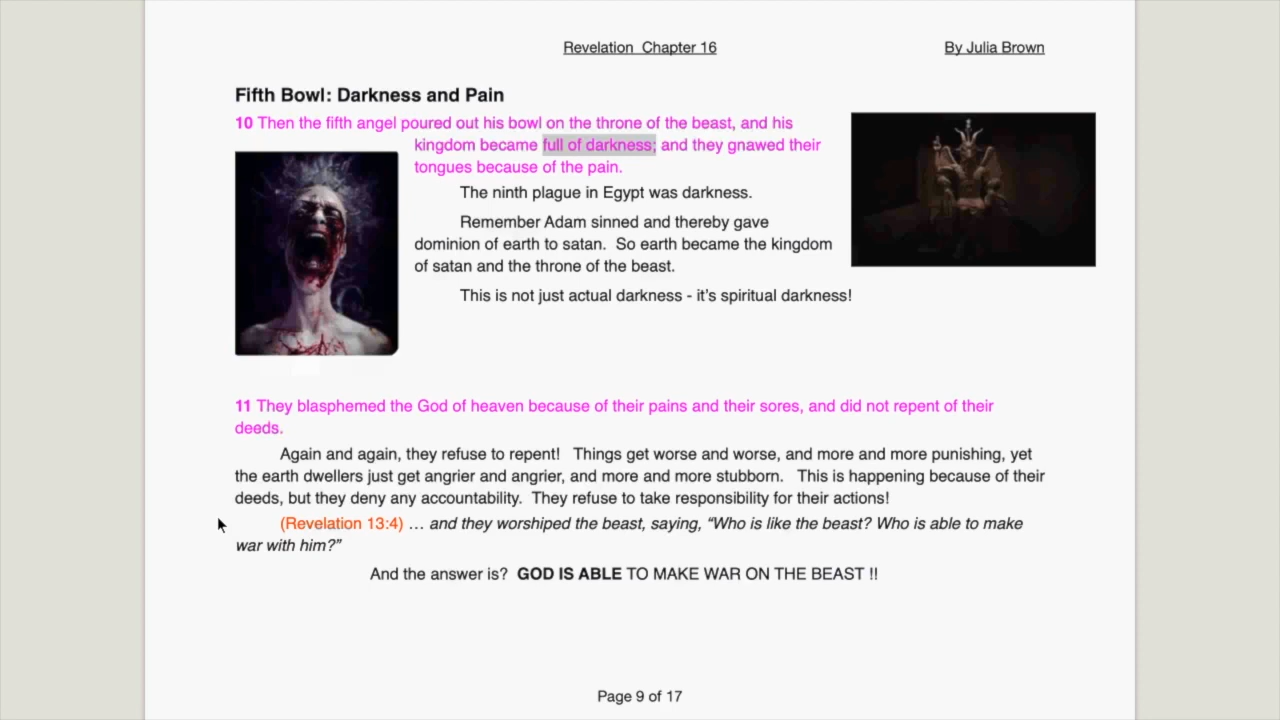 Revelation  Chapter 16
By Julia Brown
Fifth Bowl: Darkness and Pain
10 Then the fifth angel poured out his bowl on the throne of the beast, and his
kingdom became full of darkness; and they gnawed their
tongues because of the pain.
The ninth plague in Egypt was darkness.
Remember Adam sinned and thereby gave
dominion of earth to satan.  So earth became the kingdom
of satan and the throne of the beast.
This is not just actual darkness - it's spiritual darkness!
11 They blasphemed the God of heaven because of their pains and their sores, and did not repent of their
deeds.
Again and again, they refuse to repent!   Things get worse and worse, and more and more punishing, yet
the earth dwellers just get angrier and angrier, and more and more stubborn.   This is happening because of their
deeds, but they deny any accountability.  They refuse to take responsibility for their actions!
(Revelation 13:4) … and they worshiped the beast, saying, “Who is like the beast? Who is able to make
war with him?”
And the answer is?  GOD IS ABLE TO MAKE WAR ON THE BEAST !!
Page 9 of 17